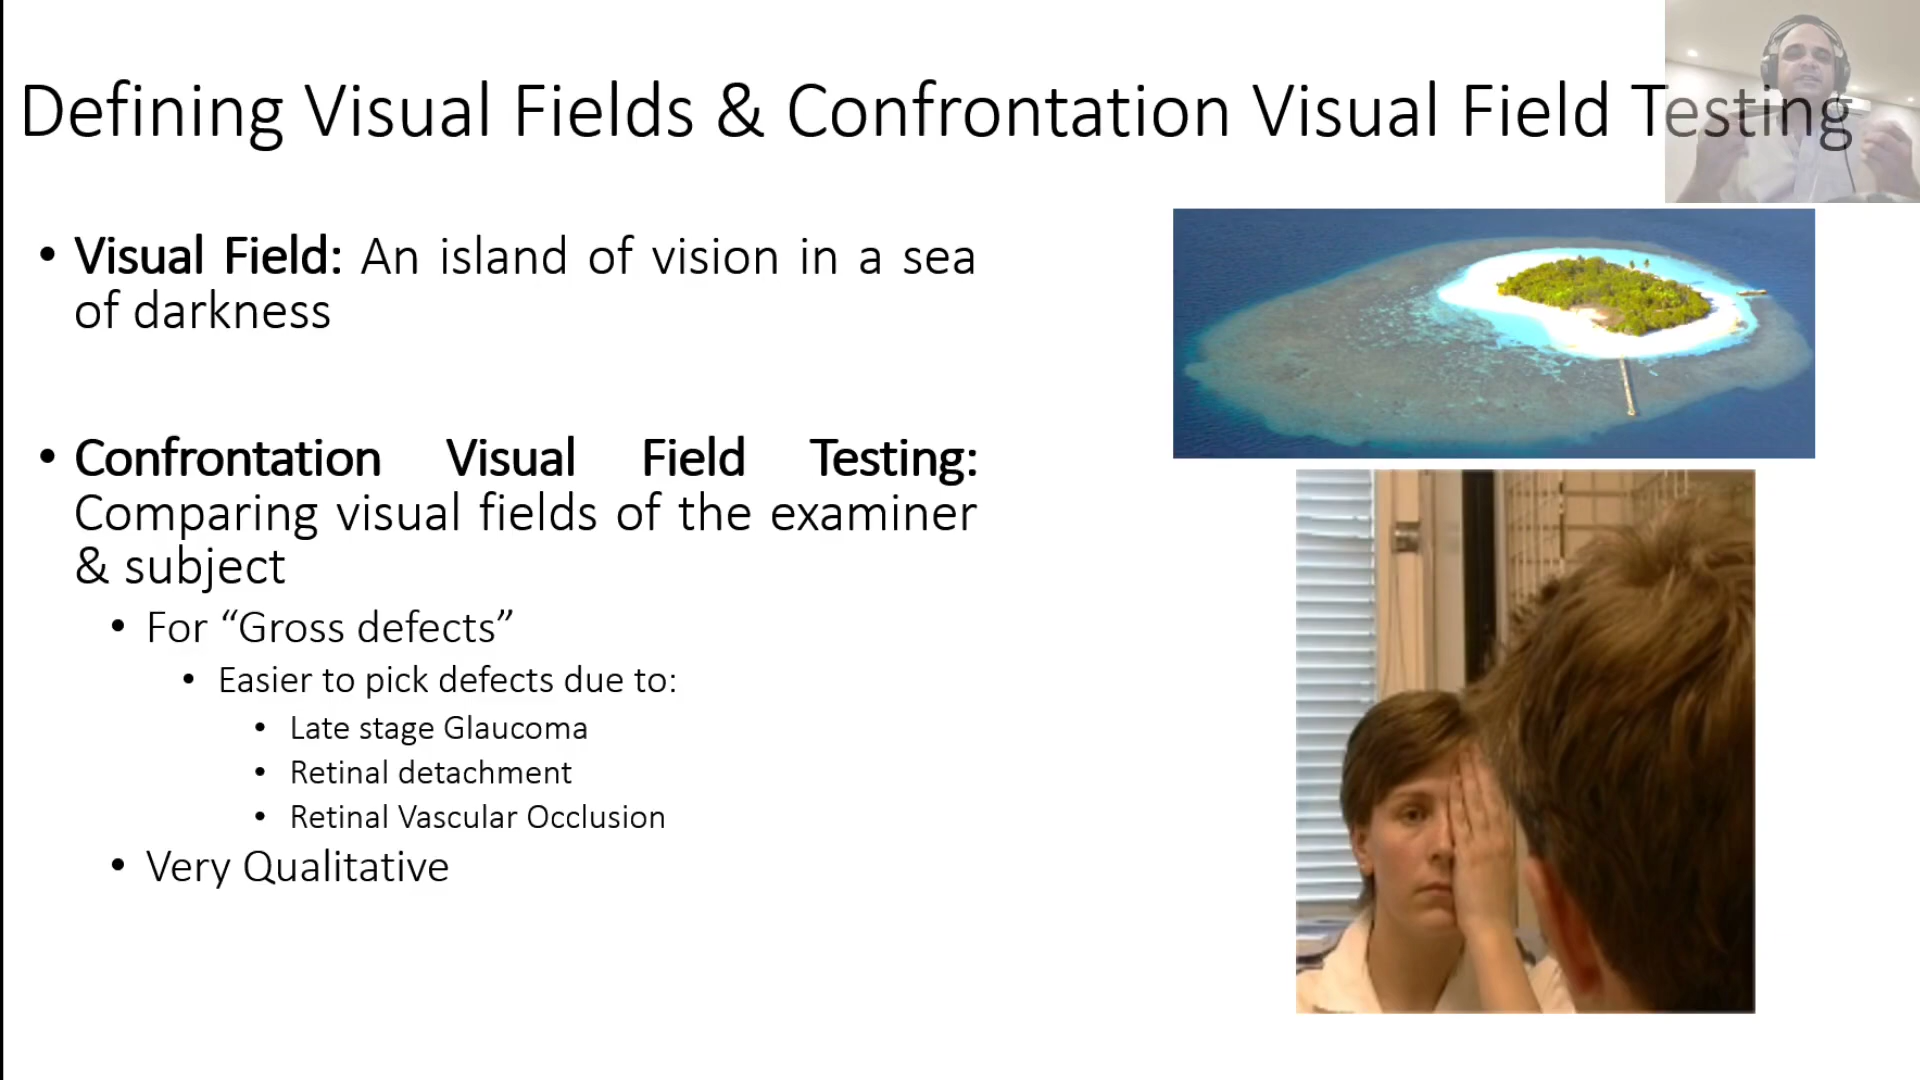 Defining Visual Fields & Confrontation Visual Field Testing
• Visual Field: An island of vision in a sea
of darkness
• Confrontation Visual Field Testing:
Comparing visual fields of the examiner
& subject
• For “Gross defects”
• Easier to pick defects due to:
• Late stage Glaucoma
• Retinal detachment
• Retinal Vascular Occlusion
• Very Qualitative